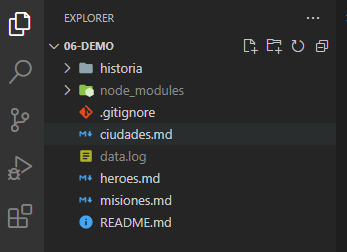 EXPLORER
06-DEMO
historia
node_modules
.gitignore
ciudades.md
data.log
heroes.md
misiones.md
README.md